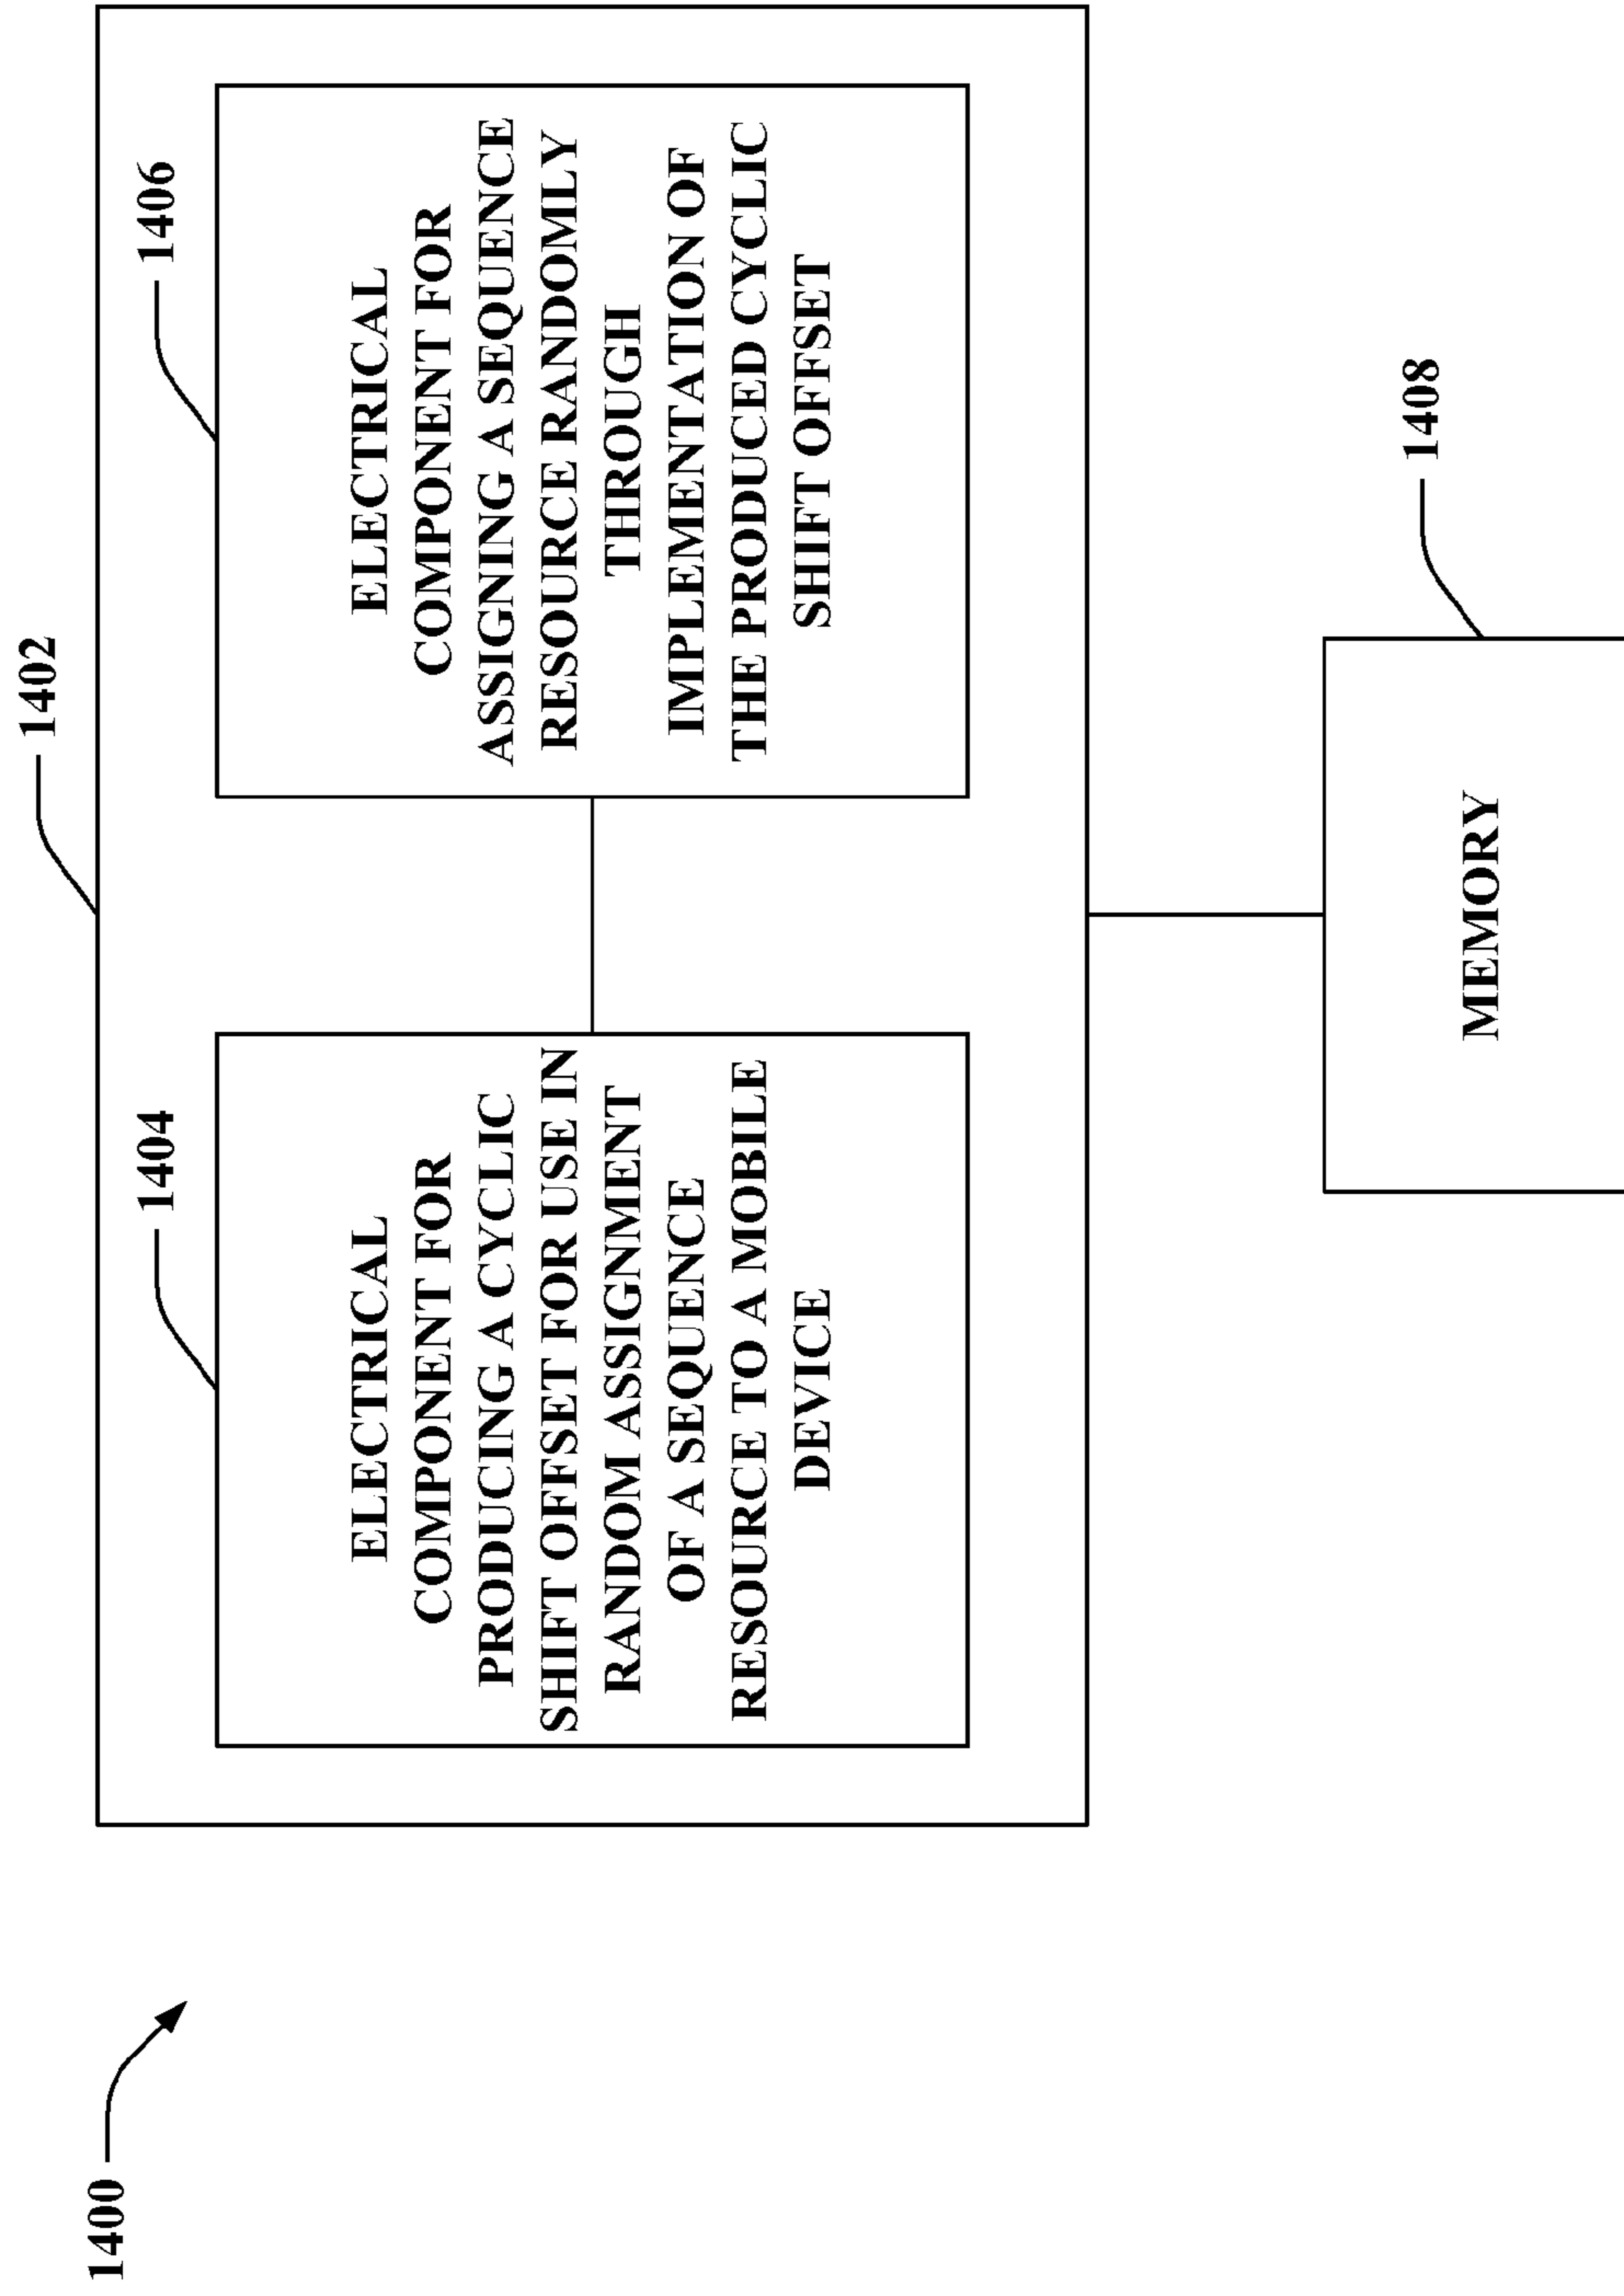 1400
1402
1404
ELECTRICAL
COMPONENT FOR
PRODUCING A CYCLIC
SHIFT OFFSET FOR USE IN
RANDOM ASSIGNMENT
OF A SEQUENCE
RESOURCE TO A MOBILE
DEVICE
1406
ELECTRICAL
COMPONENT FOR
ASSIGNING A SEQUENCE
RESOURCE RANDOMLY
THROUGH
IMPLEMENTATION OF
THE PRODUCED CYCLIC
SHIFT OFFSET
1408
MEMORY